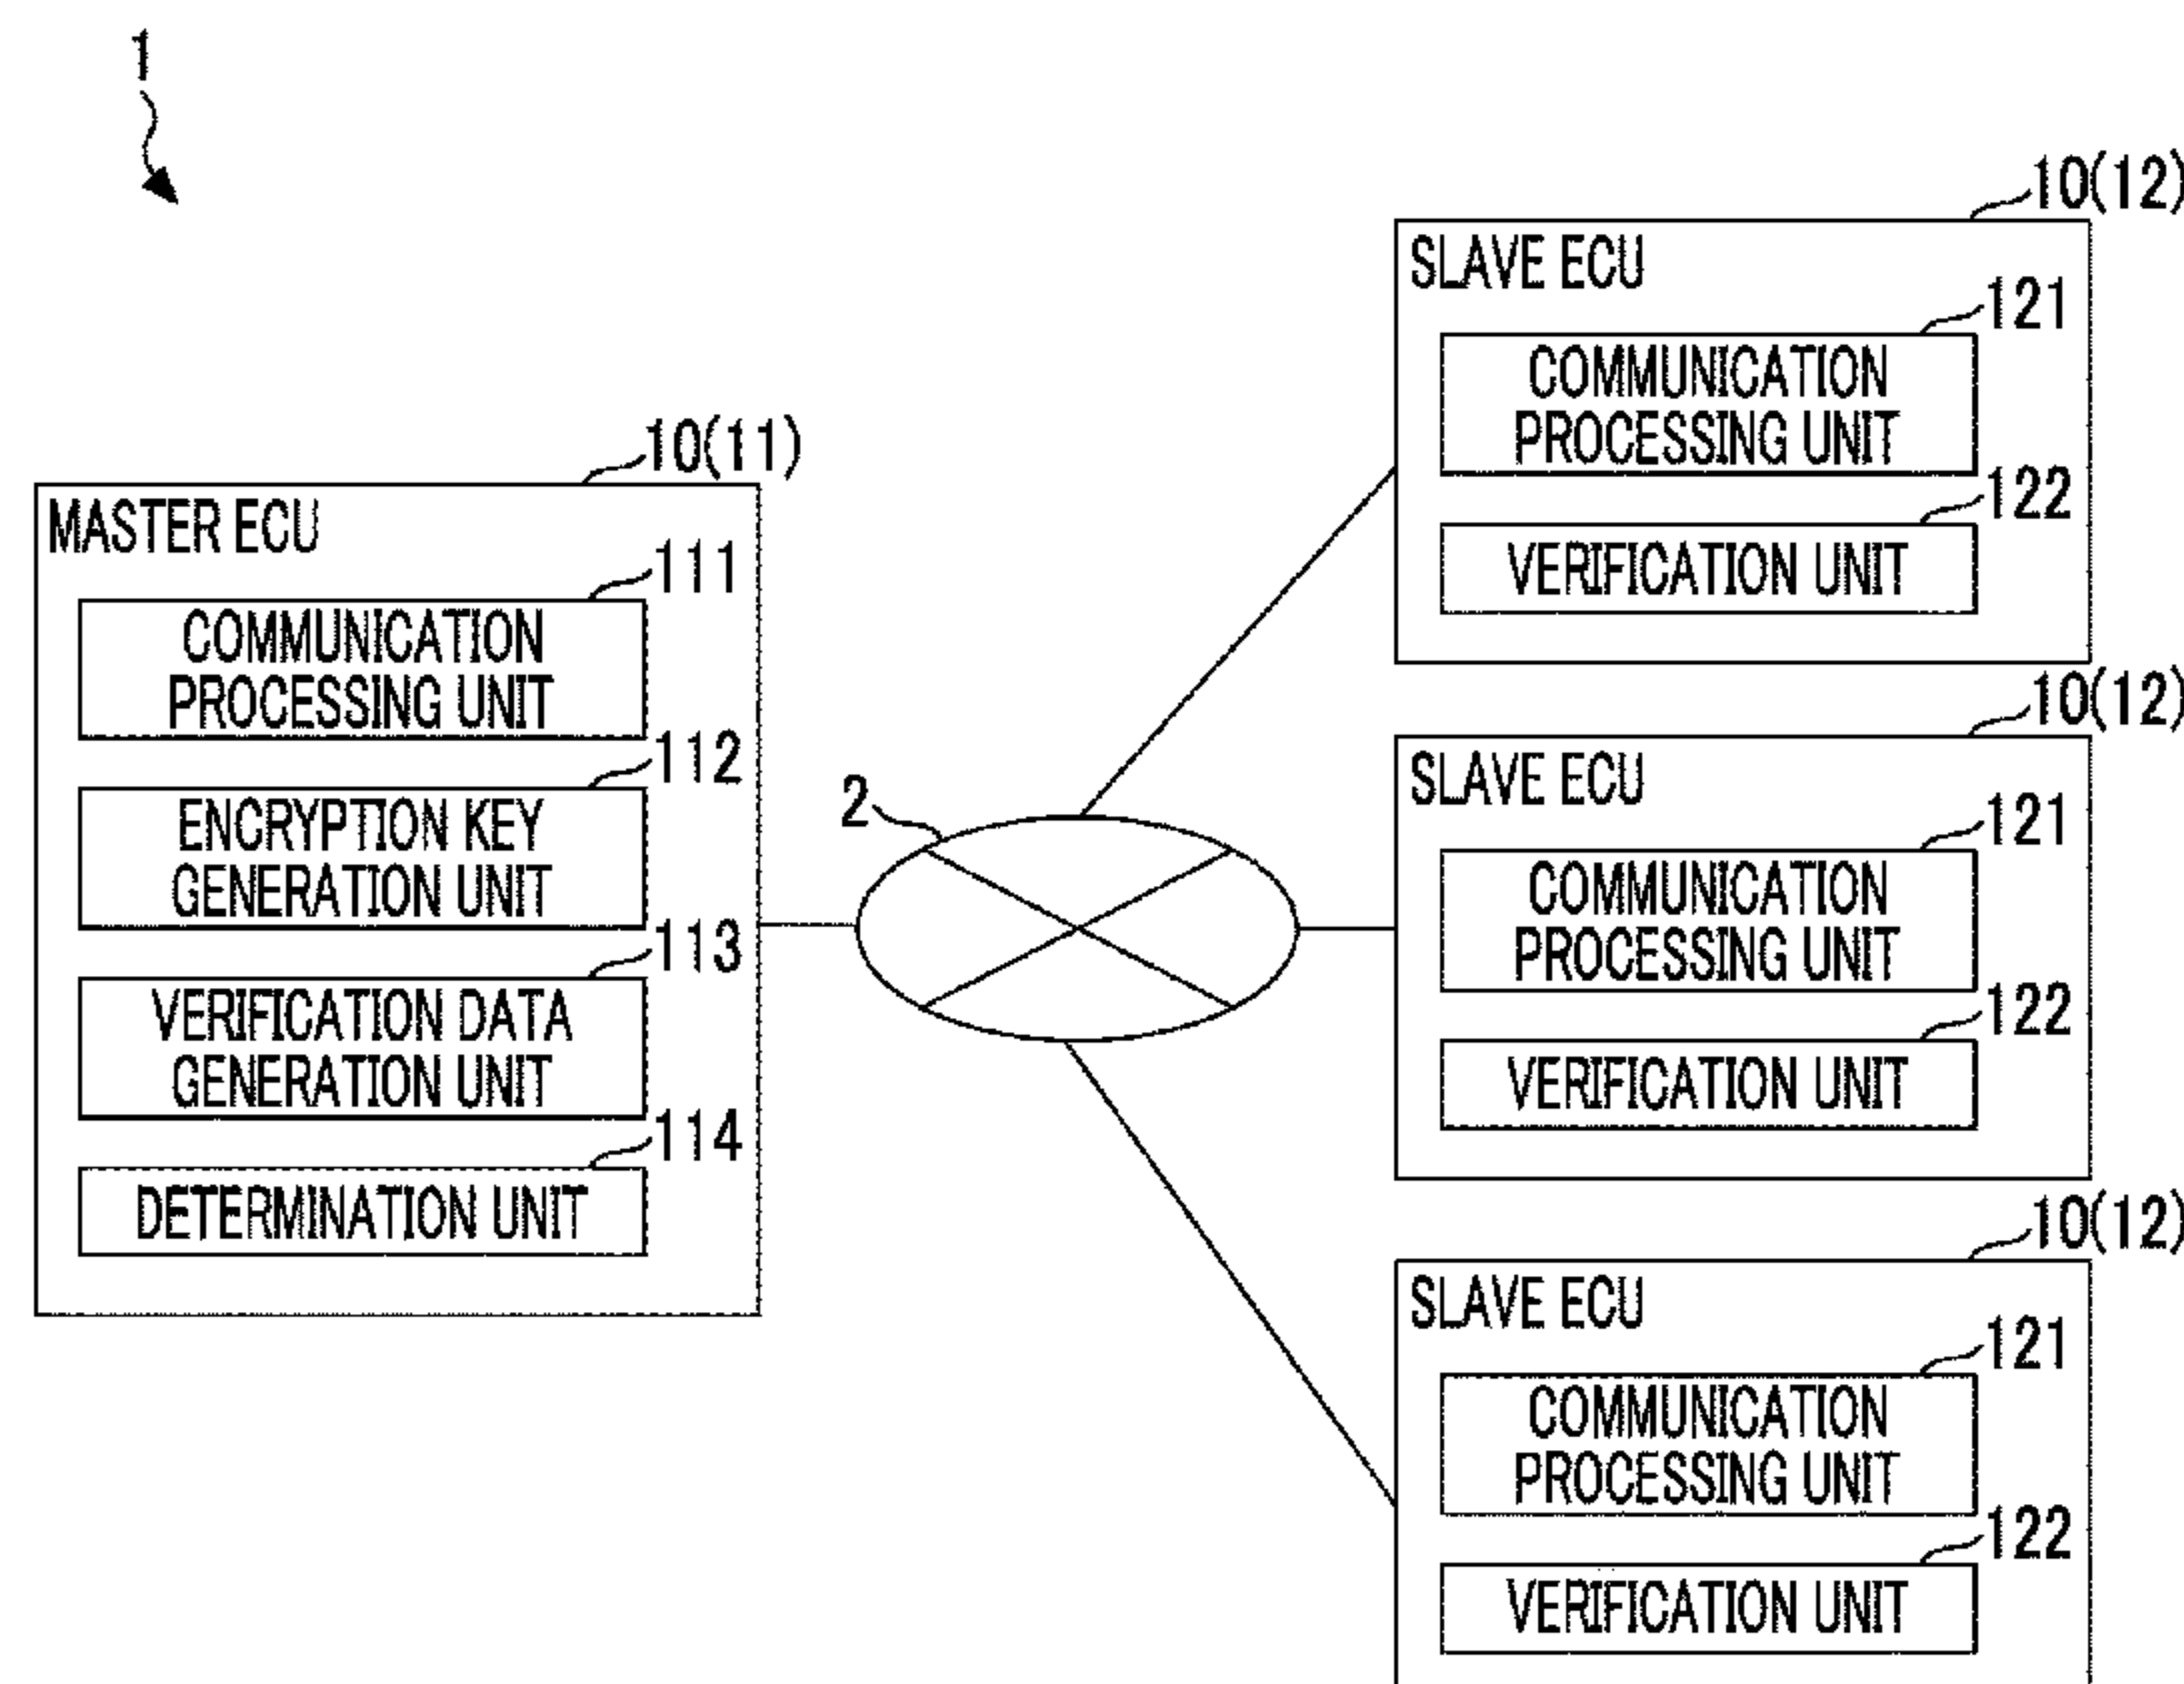 1
10(11)
MASTER ECU
111
COMMUNICATION
PROCESSING UNIT
112
ENCRYPTION KEY
GENERATION UNIT
113
VERIFICATION DATA
GENERATION UNIT
114
DETERMINATION UNIT
2
10(12)
SLAVE ECU
121
COMMUNICATION
PROCESSING UNIT
122
VERIFICATION UNIT
10(12)
SLAVE ECU
121
COMMUNICATION
PROCESSING UNIT
122
VERIFICATION UNIT
10(12)
SLAVE ECU
121
COMMUNICATION
PROCESSING UNIT
122
VERIFICATION UNIT